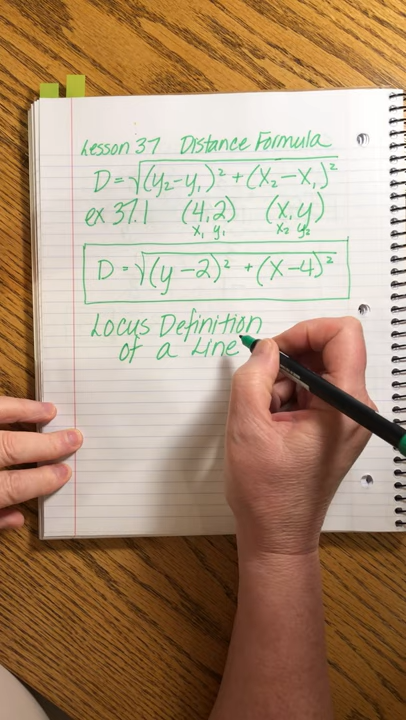 Lesson 37 Distance Formula
D = √(y₂-y₁)² + (x₂-x₁)²
ex 37.1 (4,2) (x,y)
x₁ y₁ x₂ y₂
D = √(y-2)² + (x-4)²
Locus Definition
of a Line